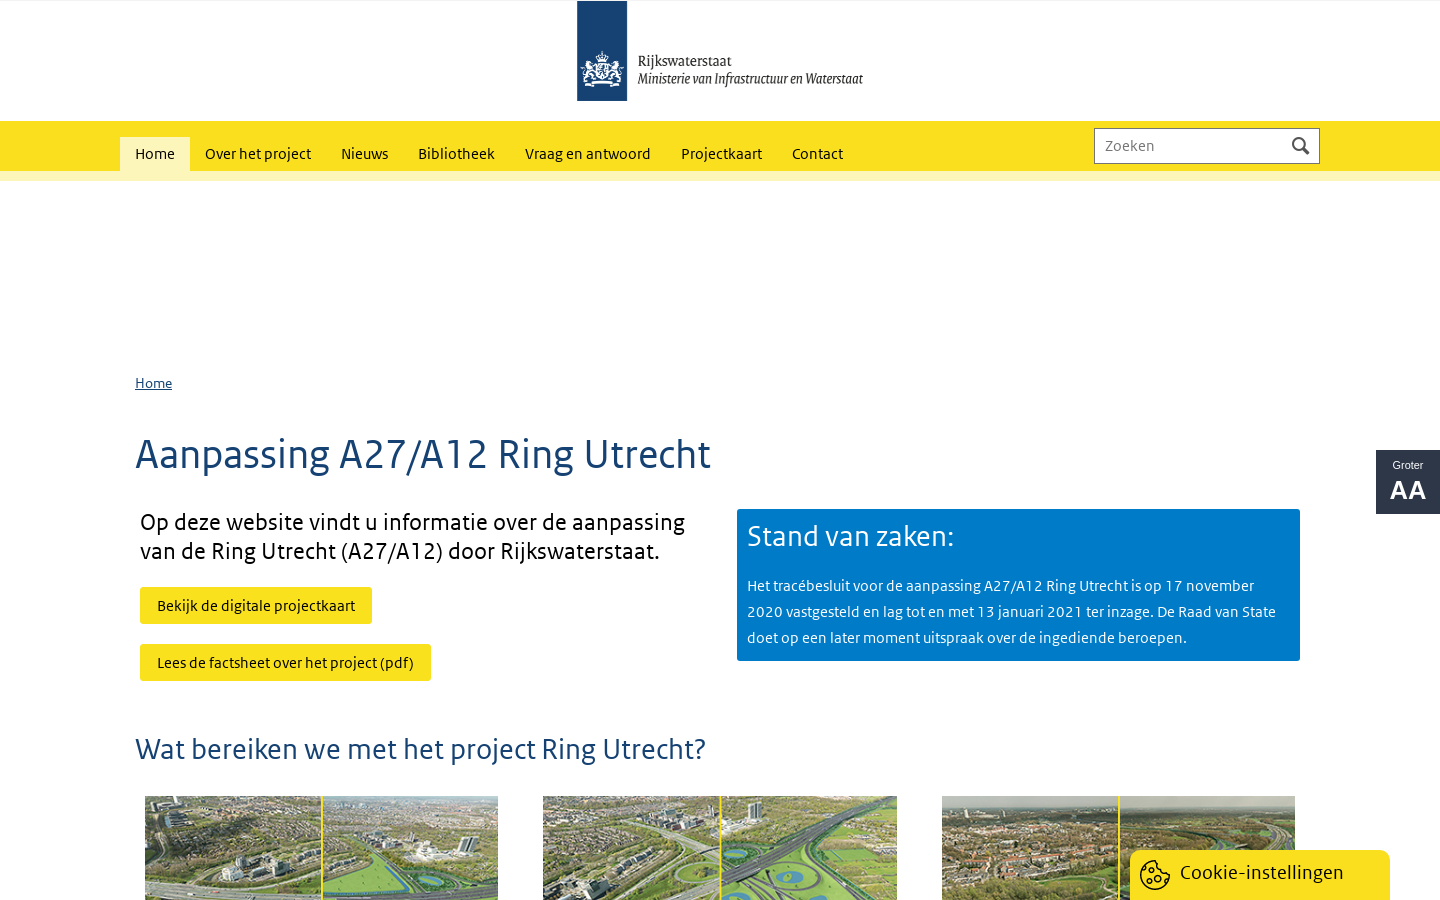 Rijkswaterstaat
Ministerie van Infrastructuur en Waterstaat
Home
Over het project
Nieuws
Bibliotheek
Vraag en antwoord
Projectkaart
Contact
Zoeken
Home
Aanpassing A27/A12 Ring Utrecht
Groter
AA
Op deze website vindt u informatie over de aanpassing
van de Ring Utrecht (A27/A12) door Rijkswaterstaat.
Bekijk de digitale projectkaart
Lees de factsheet over het project (pdf)
Stand van zaken:
Het tracébesluit voor de aanpassing A27/A12 Ring Utrecht is op 17 november
2020 vastgesteld en lag tot en met 13 januari 2021 ter inzage. De Raad van State
doet op een later moment uitspraak over de ingediende beroepen.
Wat bereiken we met het project Ring Utrecht?
Cookie-instellingen